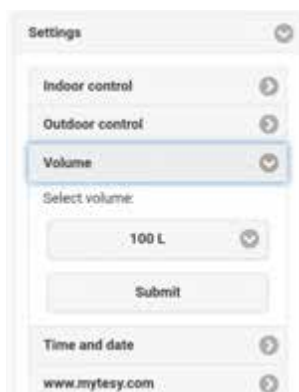 Settings
Indoor control
Outdoor control
Volume
Select volume:
100 L
Submit
Time and date
www.mytesy.com